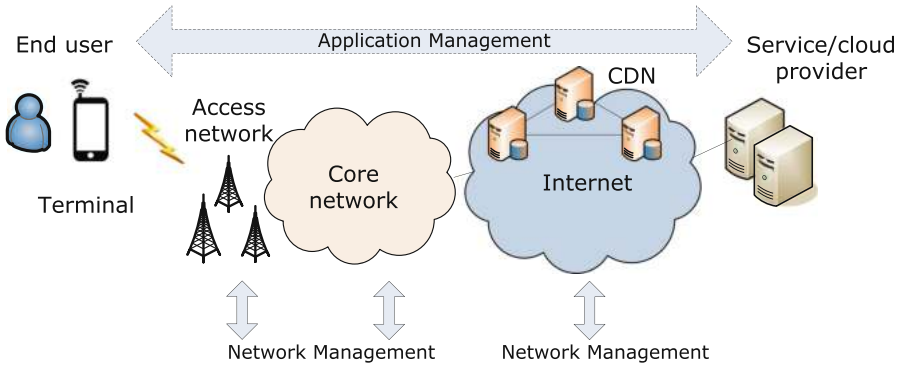 Application Management
End user
Service/cloud
provider
CDN
Access
network
Core
network
Internet
Terminal
Network Management
Network Management